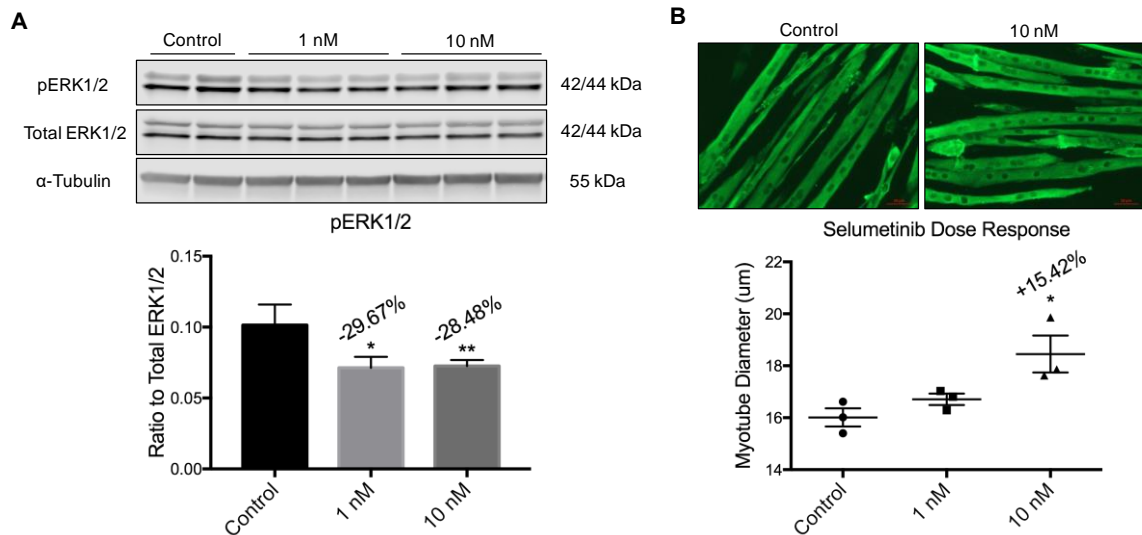 A
Control 1 nM 10 nM
pERK1/2 42/44 kDa
Total ERK1/2 42/44 kDa
α-Tubulin 55 kDa
pERK1/2
Ratio to Total ERK1/2
0.15
0.10
0.05
0.00
-29.67%
*
-28.48%
**
Control
1 nM
10 nM
B
Control 10 nM
Selumetinib Dose Response
Myotube Diameter (um)
22
20
18
16
14
+15.42%
*
Control
1 nM
10 nM